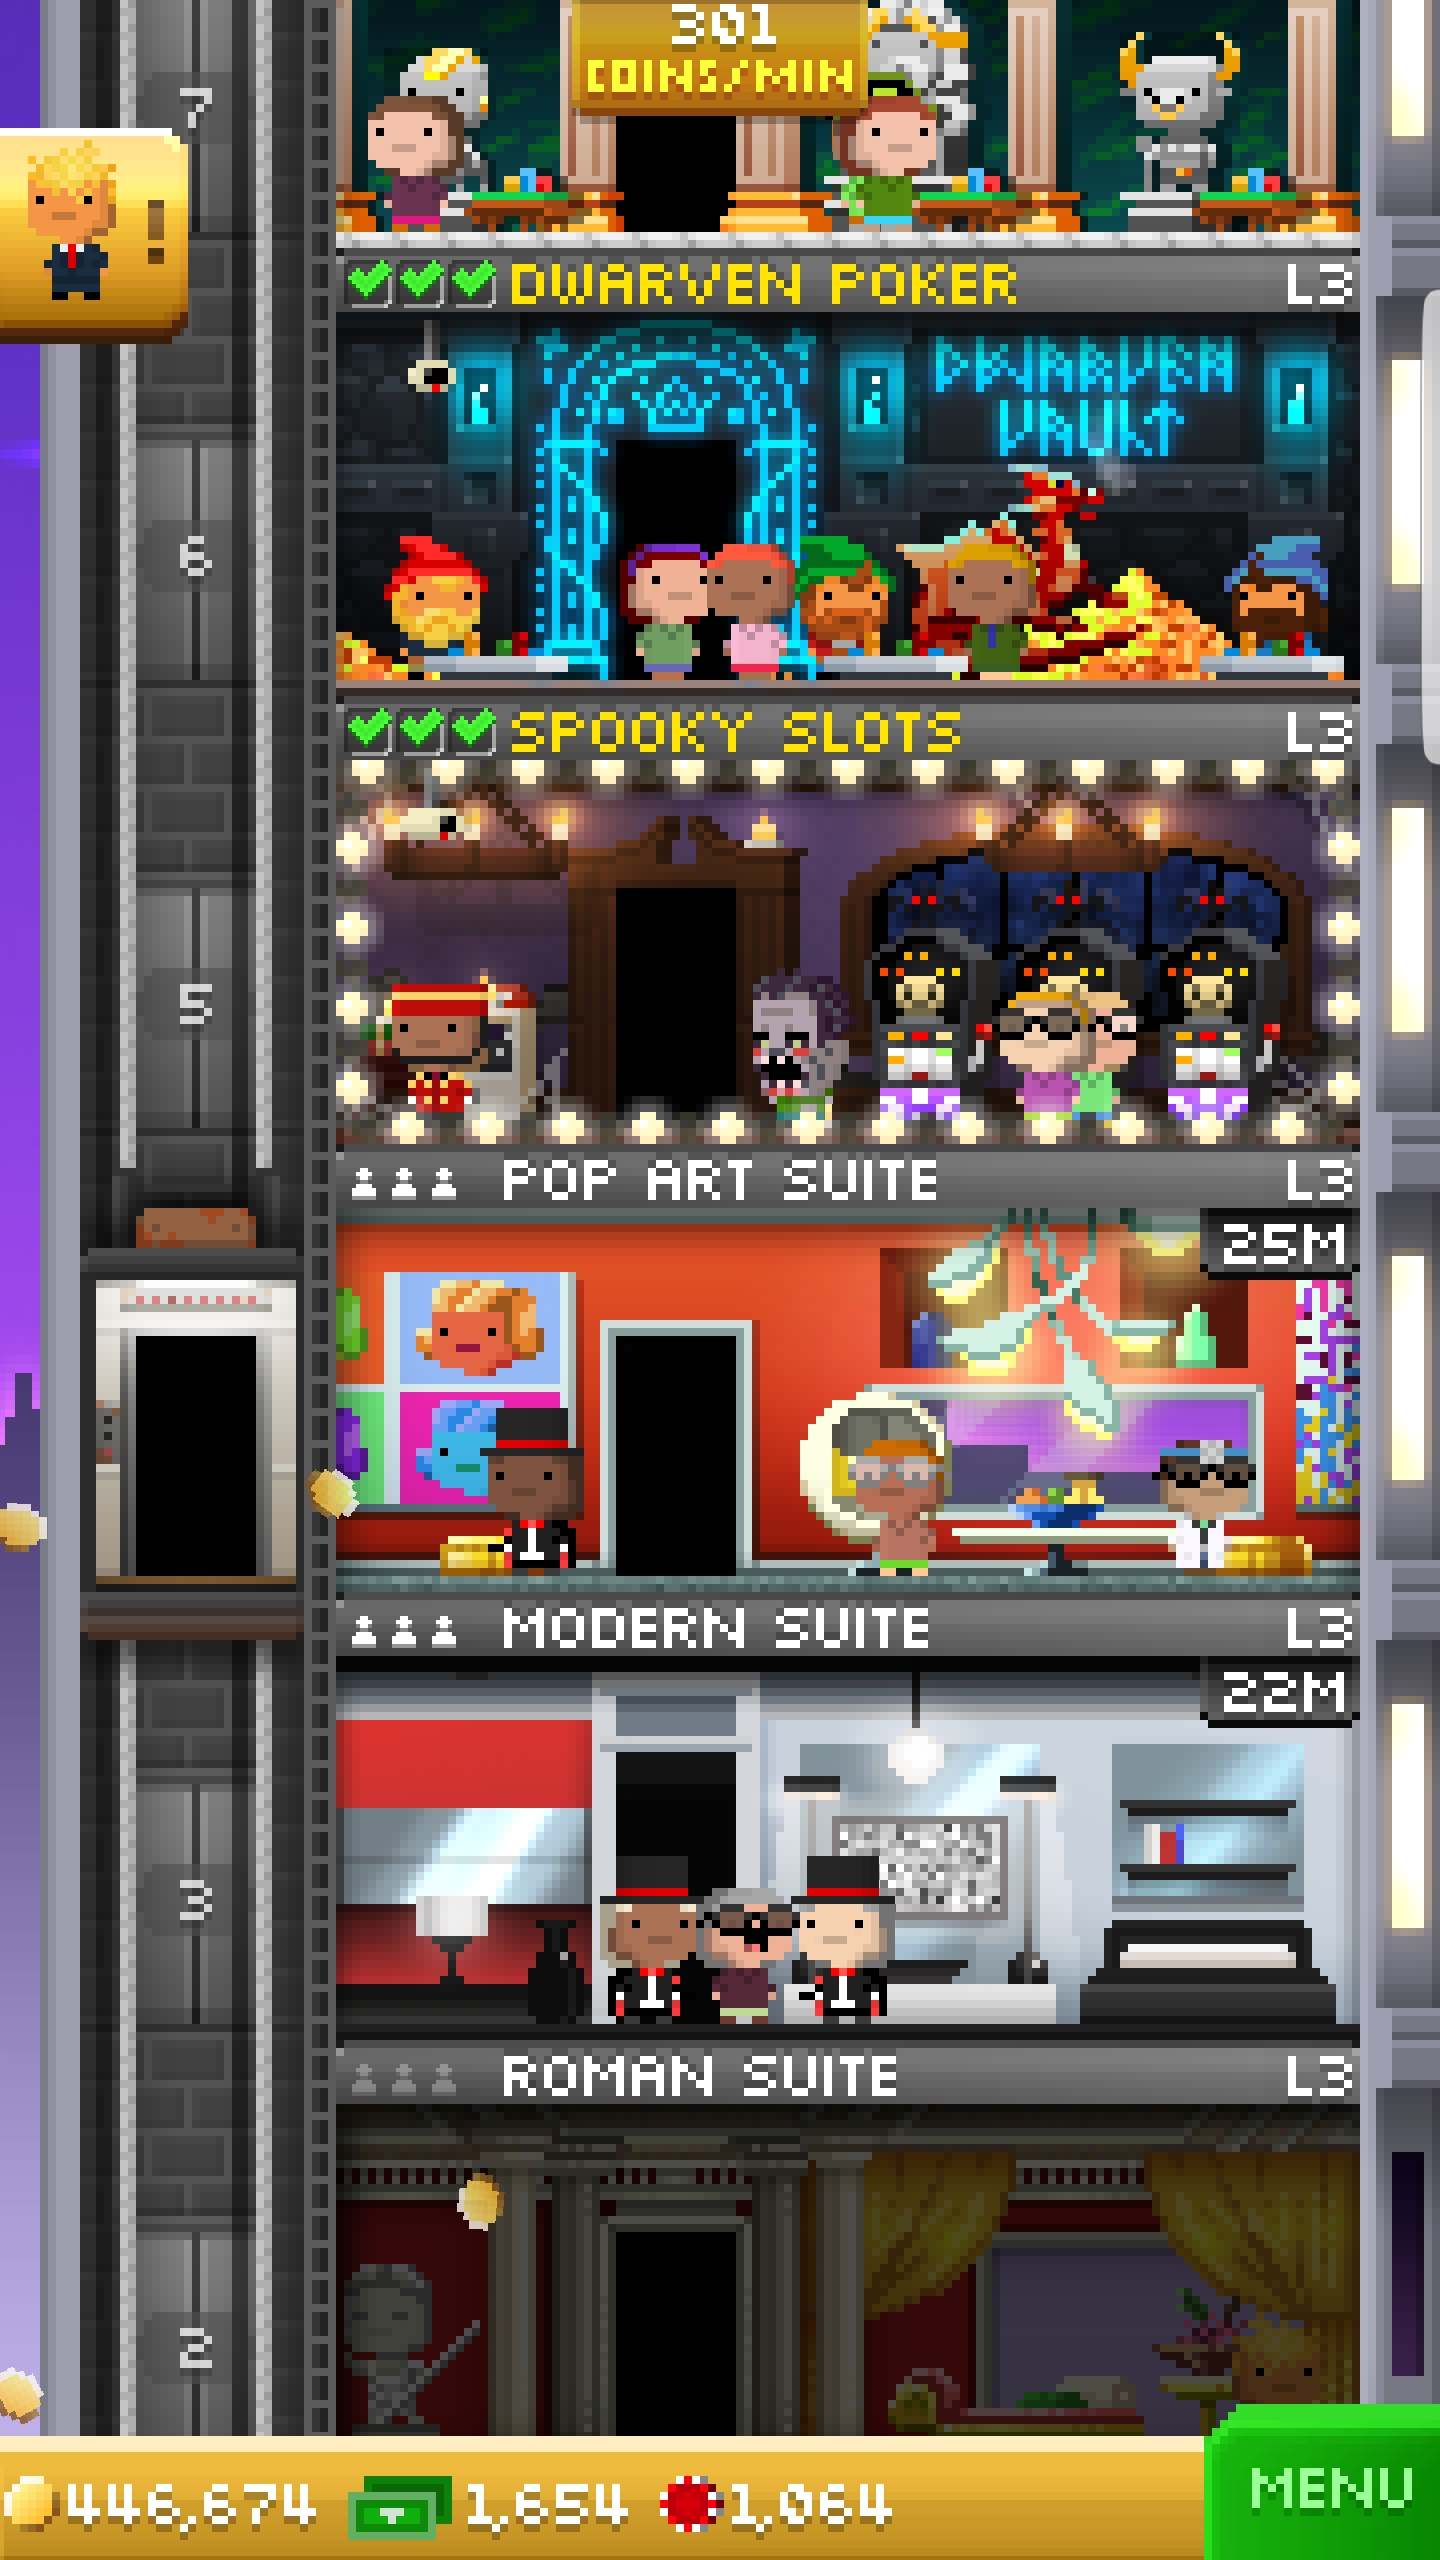 301
COINS/MIN
7
DWARVEN POKER L3
DWARVEN
VAULT
6
SPOOKY SLOTS L3
5
POP ART SUITE L3
25M
MODERN SUITE L3
22M
3
ROMAN SUITE L3
2
446,674 1,654 1,064 MENU